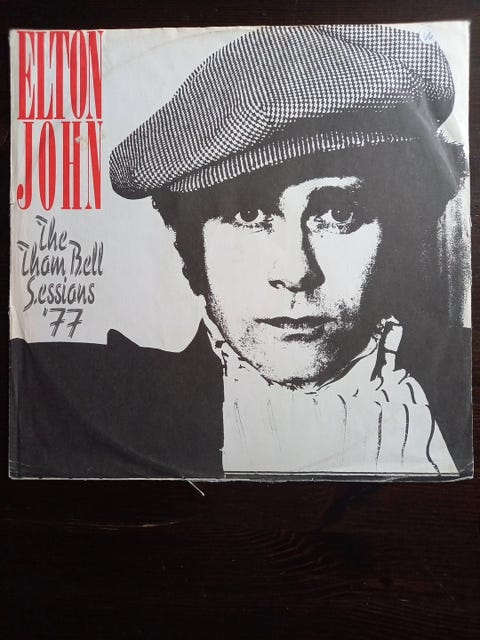 ELTON
JOHN
The
Thom Bell
Sessions
'77